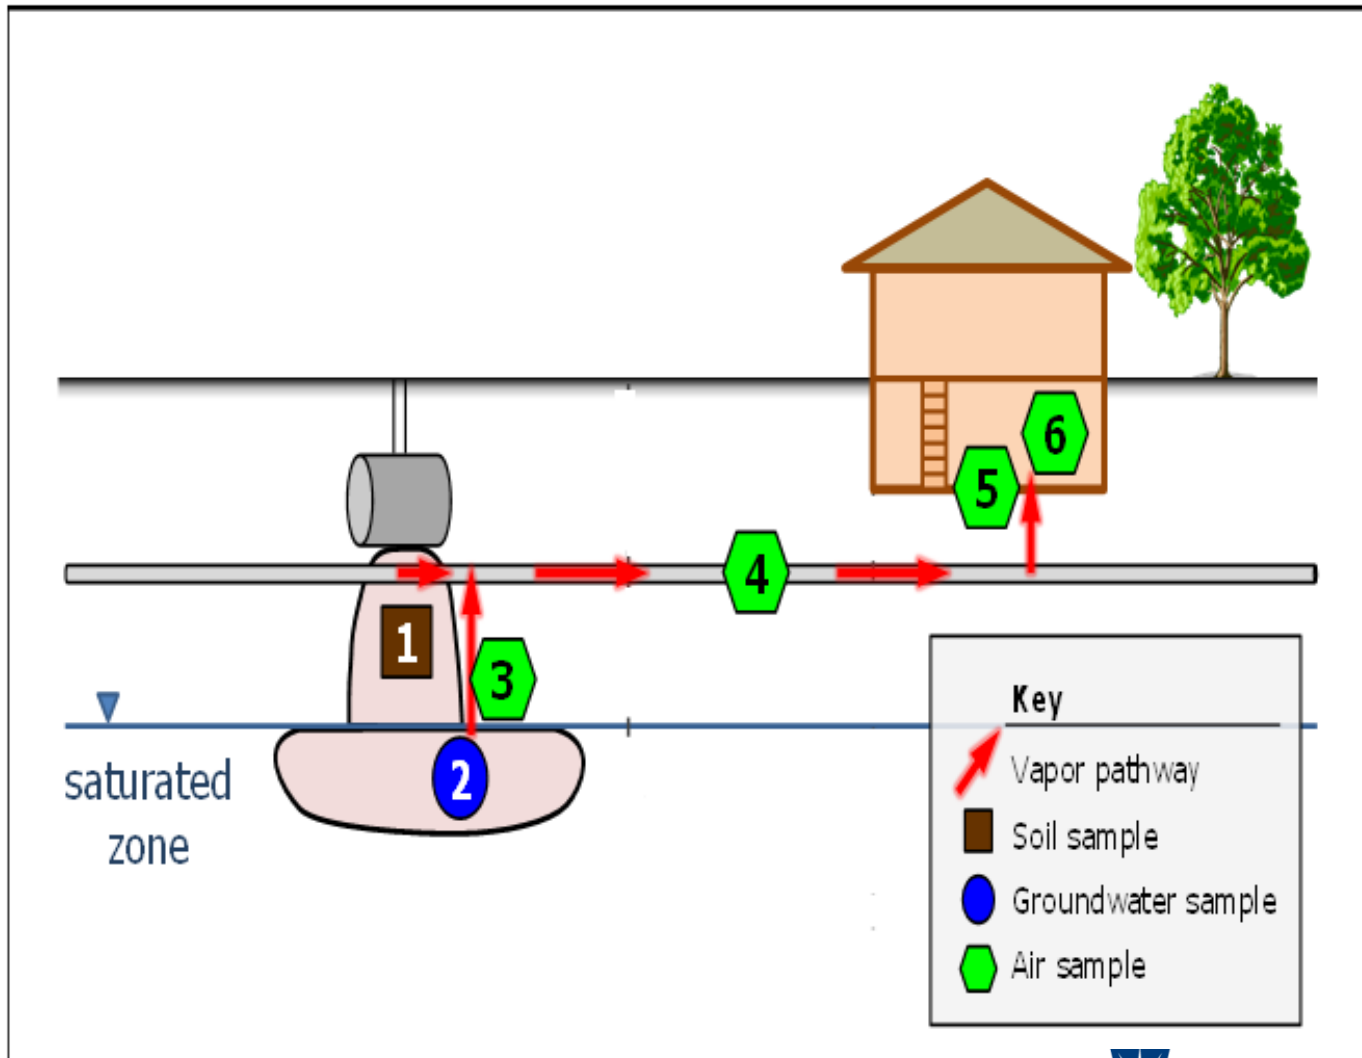 6
5
4
1
3
2
saturated
zone
Key
Vapor pathway
Soil sample
Groundwater sample
Air sample